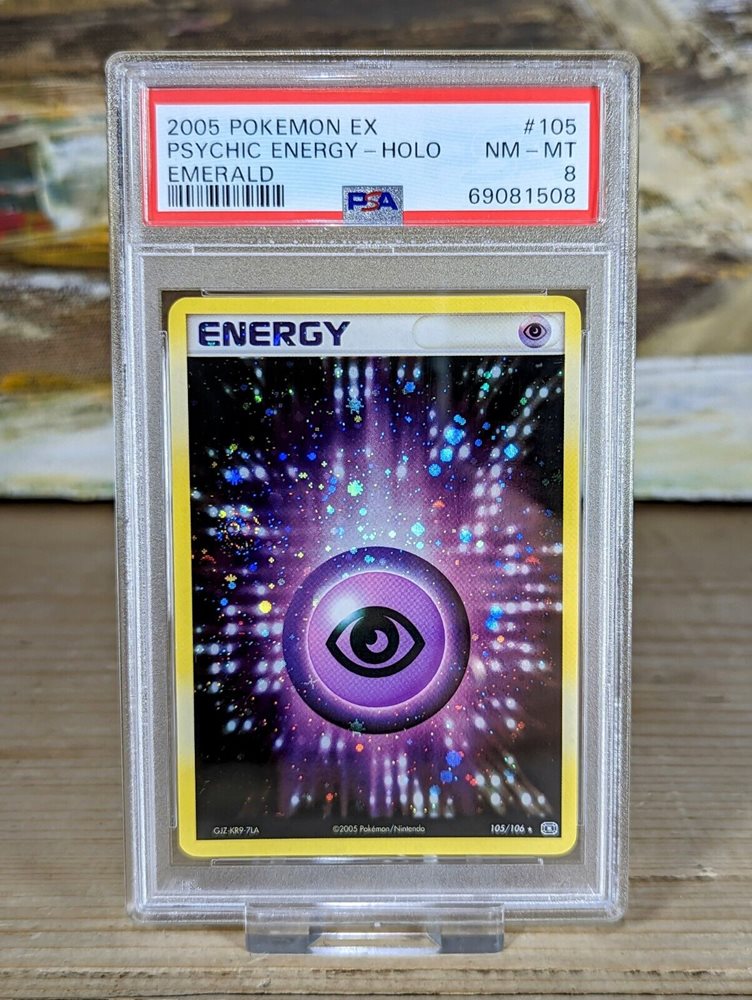 2005 POKEMON EX #105
PSYCHIC ENERGY-HOLO NM-MT
EMERALD 8
PSA 69081508
ENERGY
GJZ-KR9-7LA ©2005 Pokémon/Nintendo 105/106 ★